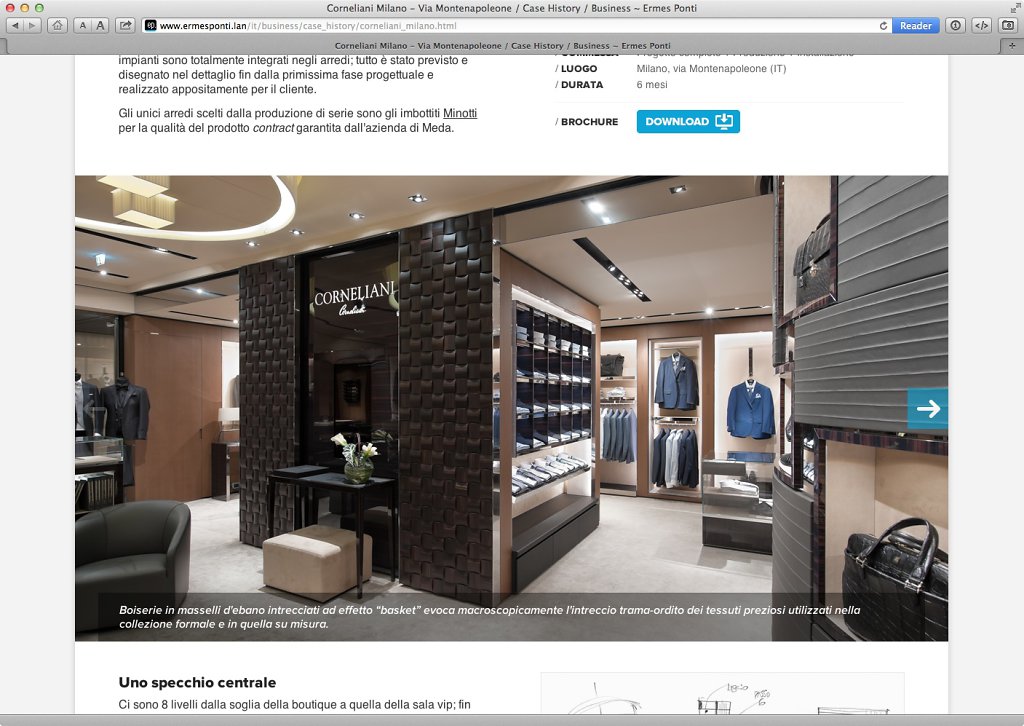 Corneliani Milano – Via Montenapoleone / Case History / Business ~ Ermes Ponti
A A
www.ermesponti.lan/it/business/case_history/corneliani_milano.html
Reader
Corneliani Milano – Via Montenapoleone / Case History / Business ~ Ermes Ponti
impianti sono totalmente integrati negli arredi; tutto è stato previsto e
disegnato nel dettaglio fin dalla primissima fase progettuale e
realizzato appositamente per il cliente.
Gli unici arredi scelti dalla produzione di serie sono gli imbottiti Minotti
per la qualità del prodotto contract garantita dall'azienda di Meda.
/ LUOGO Milano, via Montenapoleone (IT)
/ DURATA 6 mesi
/ BROCHURE DOWNLOAD
CORNELIANI
Corneliani
Boiserie in masselli d'ebano intrecciati ad effetto "basket" evoca macroscopicamente l'intreccio trama-ordito dei tessuti preziosi utilizzati nella
collezione formale e in quella su misura.
Uno specchio centrale
Ci sono 8 livelli dalla soglia della boutique a quella della sala vip; fin